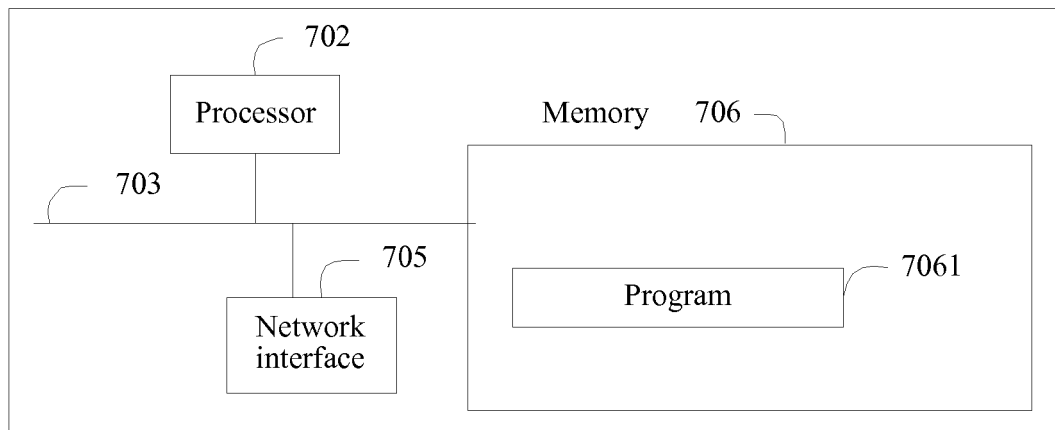 702
Processor
Memory 706
703
705
7061
Program
Network
interface